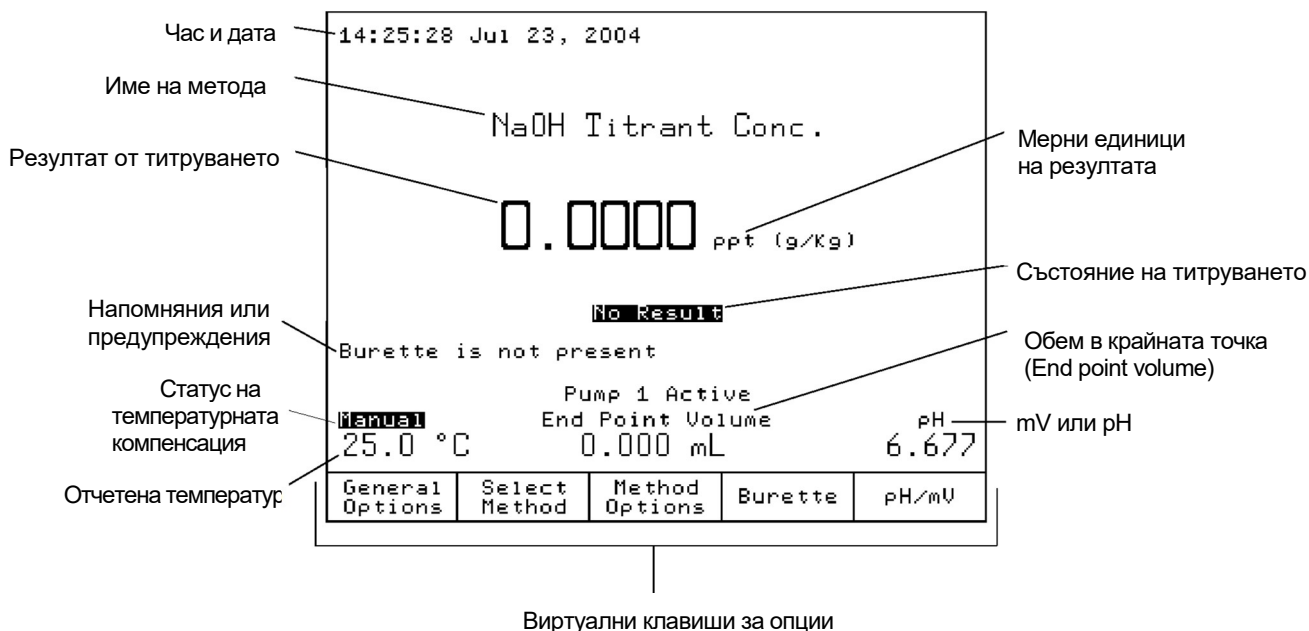 Час и дата
14:25:28 Jul 23, 2004
Име на метода
NaOH Titrant Conc.
Мерни единици
на резултата
Резултат от титруването
0.0000 ppt (g/Kg)
Състояние на титруването
No Result
Напомняния или
предупреждения
Burette is not present
Обем в крайната точка
(End point volume)
Pump 1 Active
Статус на
температурната
компенсация
Manual
End Point Volume
pH
mV или pH
25.0 °C
0.000 mL
6.677
Отчетена температур
General
Options
Select
Method
Method
Options
Burette
pH/mV
Виртуални клавиши за опции